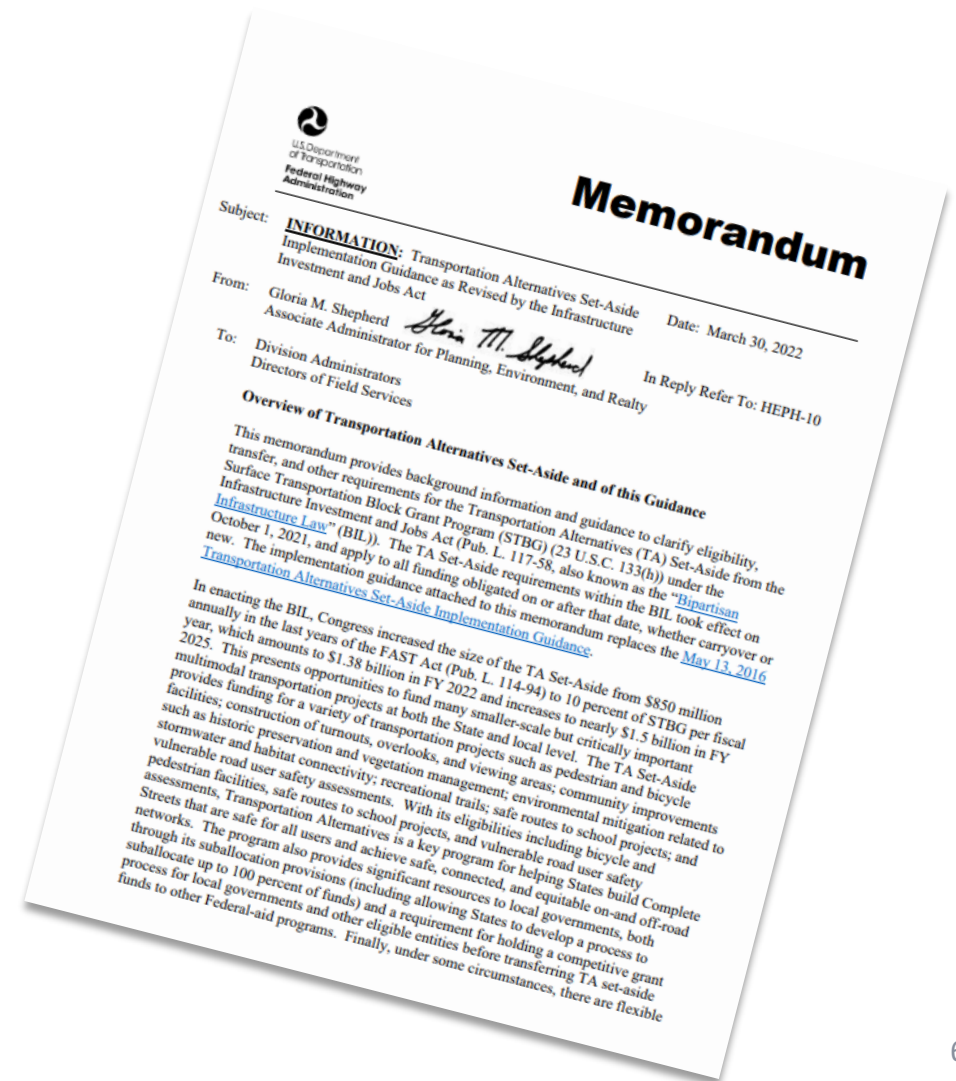 U.S. Department
of Transportation
Federal Highway
Administration
Memorandum
Subject: INFORMATION: Transportation Alternatives Set-Aside
Implementation Guidance as Revised by the Infrastructure
Investment and Jobs Act
Date: March 30, 2022
From: Gloria M. Shepherd Gloria M. Shepherd
Associate Administrator for Planning, Environment, and Realty
In Reply Refer To: HEPH-10
To: Division Administrators
Directors of Field Services
Overview of Transportation Alternatives Set-Aside and of this Guidance
This memorandum provides background information and guidance to clarify eligibility,
transfer, and other requirements for the Transportation Alternatives (TA) Set-Aside from the
Surface Transportation Block Grant Program (STBG) (23 U.S.C. 133(h)) under the
Infrastructure Investment and Jobs Act (Pub. L. 117-58, also known as the “Bipartisan
Infrastructure Law” (BIL)). The TA Set-Aside requirements within the BIL took effect on
October 1, 2021, and apply to all funding obligated on or after that date, whether carryover or
new. The implementation guidance attached to this memorandum replaces the May 13, 2016
Transportation Alternatives Set-Aside Implementation Guidance.
In enacting the BIL, Congress increased the size of the TA Set-Aside from $850 million
annually in the last years of the FAST Act (Pub. L. 114-94) to 10 percent of STBG per fiscal
year, which amounts to $1.38 billion in FY 2022 and increases to nearly $1.5 billion in FY
2025. This presents opportunities to fund many smaller-scale but critically important
multimodal transportation projects at both the State and local level. The TA Set-Aside
provides funding for a variety of transportation projects such as pedestrian and bicycle
facilities; construction of turnouts, overlooks, and viewing areas; community improvements
such as historic preservation and vegetation management; environmental mitigation related to
stormwater and habitat connectivity; recreational trails; safe routes to school projects; and
vulnerable road user safety assessments. With its eligibilities including bicycle and
pedestrian facilities, safe routes to school projects, and vulnerable road user safety
assessments, Transportation Alternatives is a key program for helping States build Complete
Streets that are safe for all users and achieve safe, connected, and equitable on-and off-road
networks. The program also provides significant resources to local governments, both
through its suballocation provisions (including allowing States to develop a process to
suballocate up to 100 percent of funds) and a requirement for holding a competitive grant
process for local governments and other eligible entities before transferring TA set-aside
funds to other Federal-aid programs. Finally, under some circumstances, there are flexible